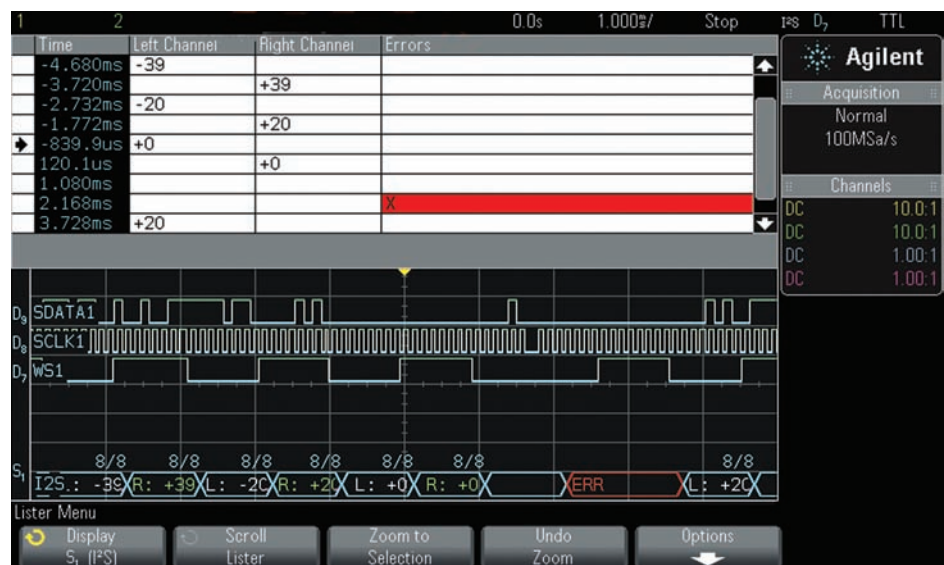 1 2 0.0s 1.000ms/ Stop I²S D₇ TTL
Time Left Channel Right Channel Errors
-4.680ms -39
-3.720ms +39
-2.732ms -20
-1.772ms +20
-839.9us +0
120.1us +0
1.080ms
2.168ms X
3.728ms +20
Agilent
Acquisition
Normal
100MSa/s
Channels
DC 10.0:1
DC 10.0:1
DC 1.00:1
DC 1.00:1
D₉ SDATA1
D₈ SCLK1
D₇ WS1
8/8 8/8 8/8 8/8 8/8 8/8 8/8
S₁ I2S.: -39 R: +39 L: -20 R: +20 L: +0 R: +0 ERR L: +20
Lister Menu
Display Scroll Zoom to Undo Options
S₁ (I²S) Lister Selection Zoom